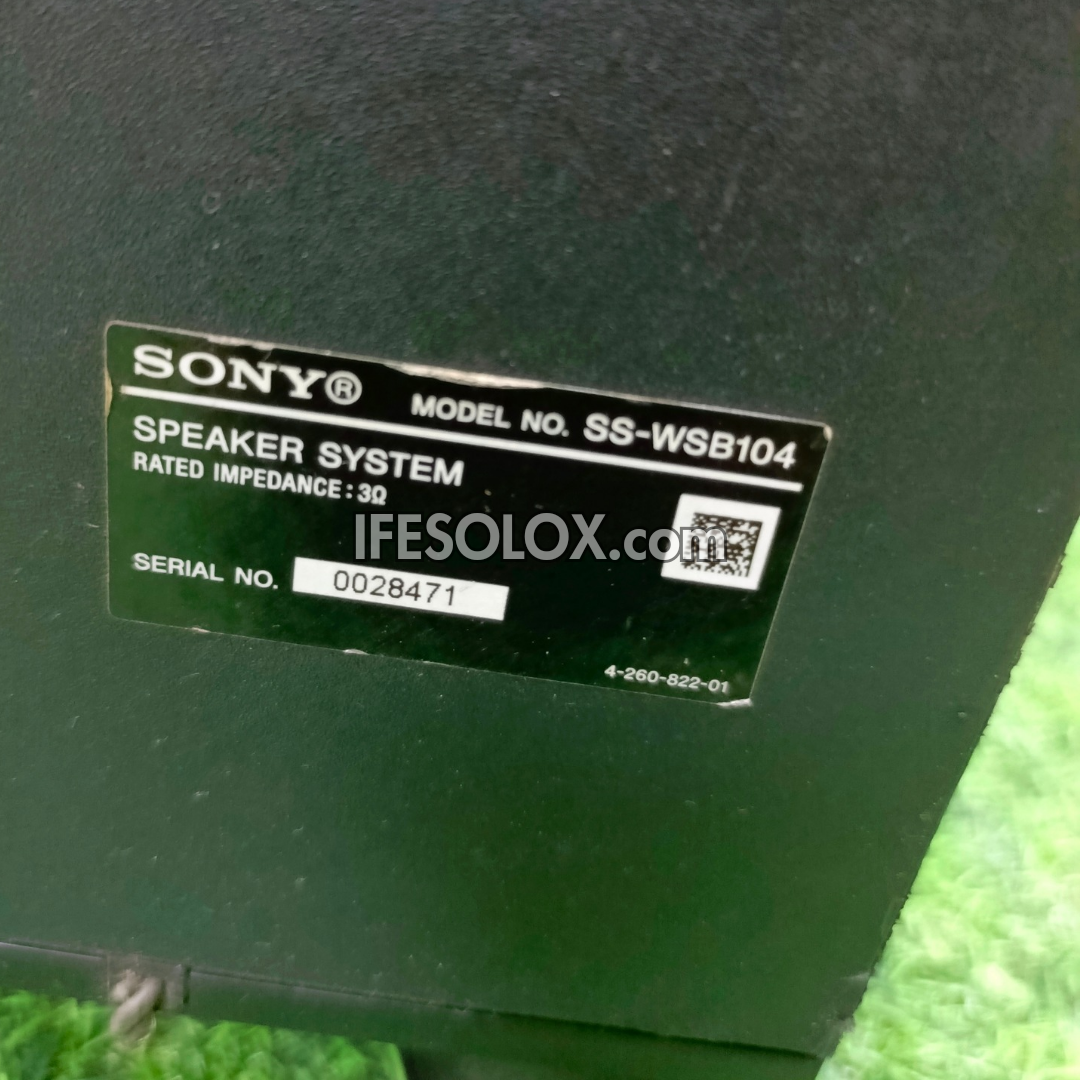 SONY®
MODEL NO. SS-WSB104
SPEAKER SYSTEM
RATED IMPEDANCE : 3Ω
IFESOLOX.com
SERIAL NO. 0028471
4-260-822-01